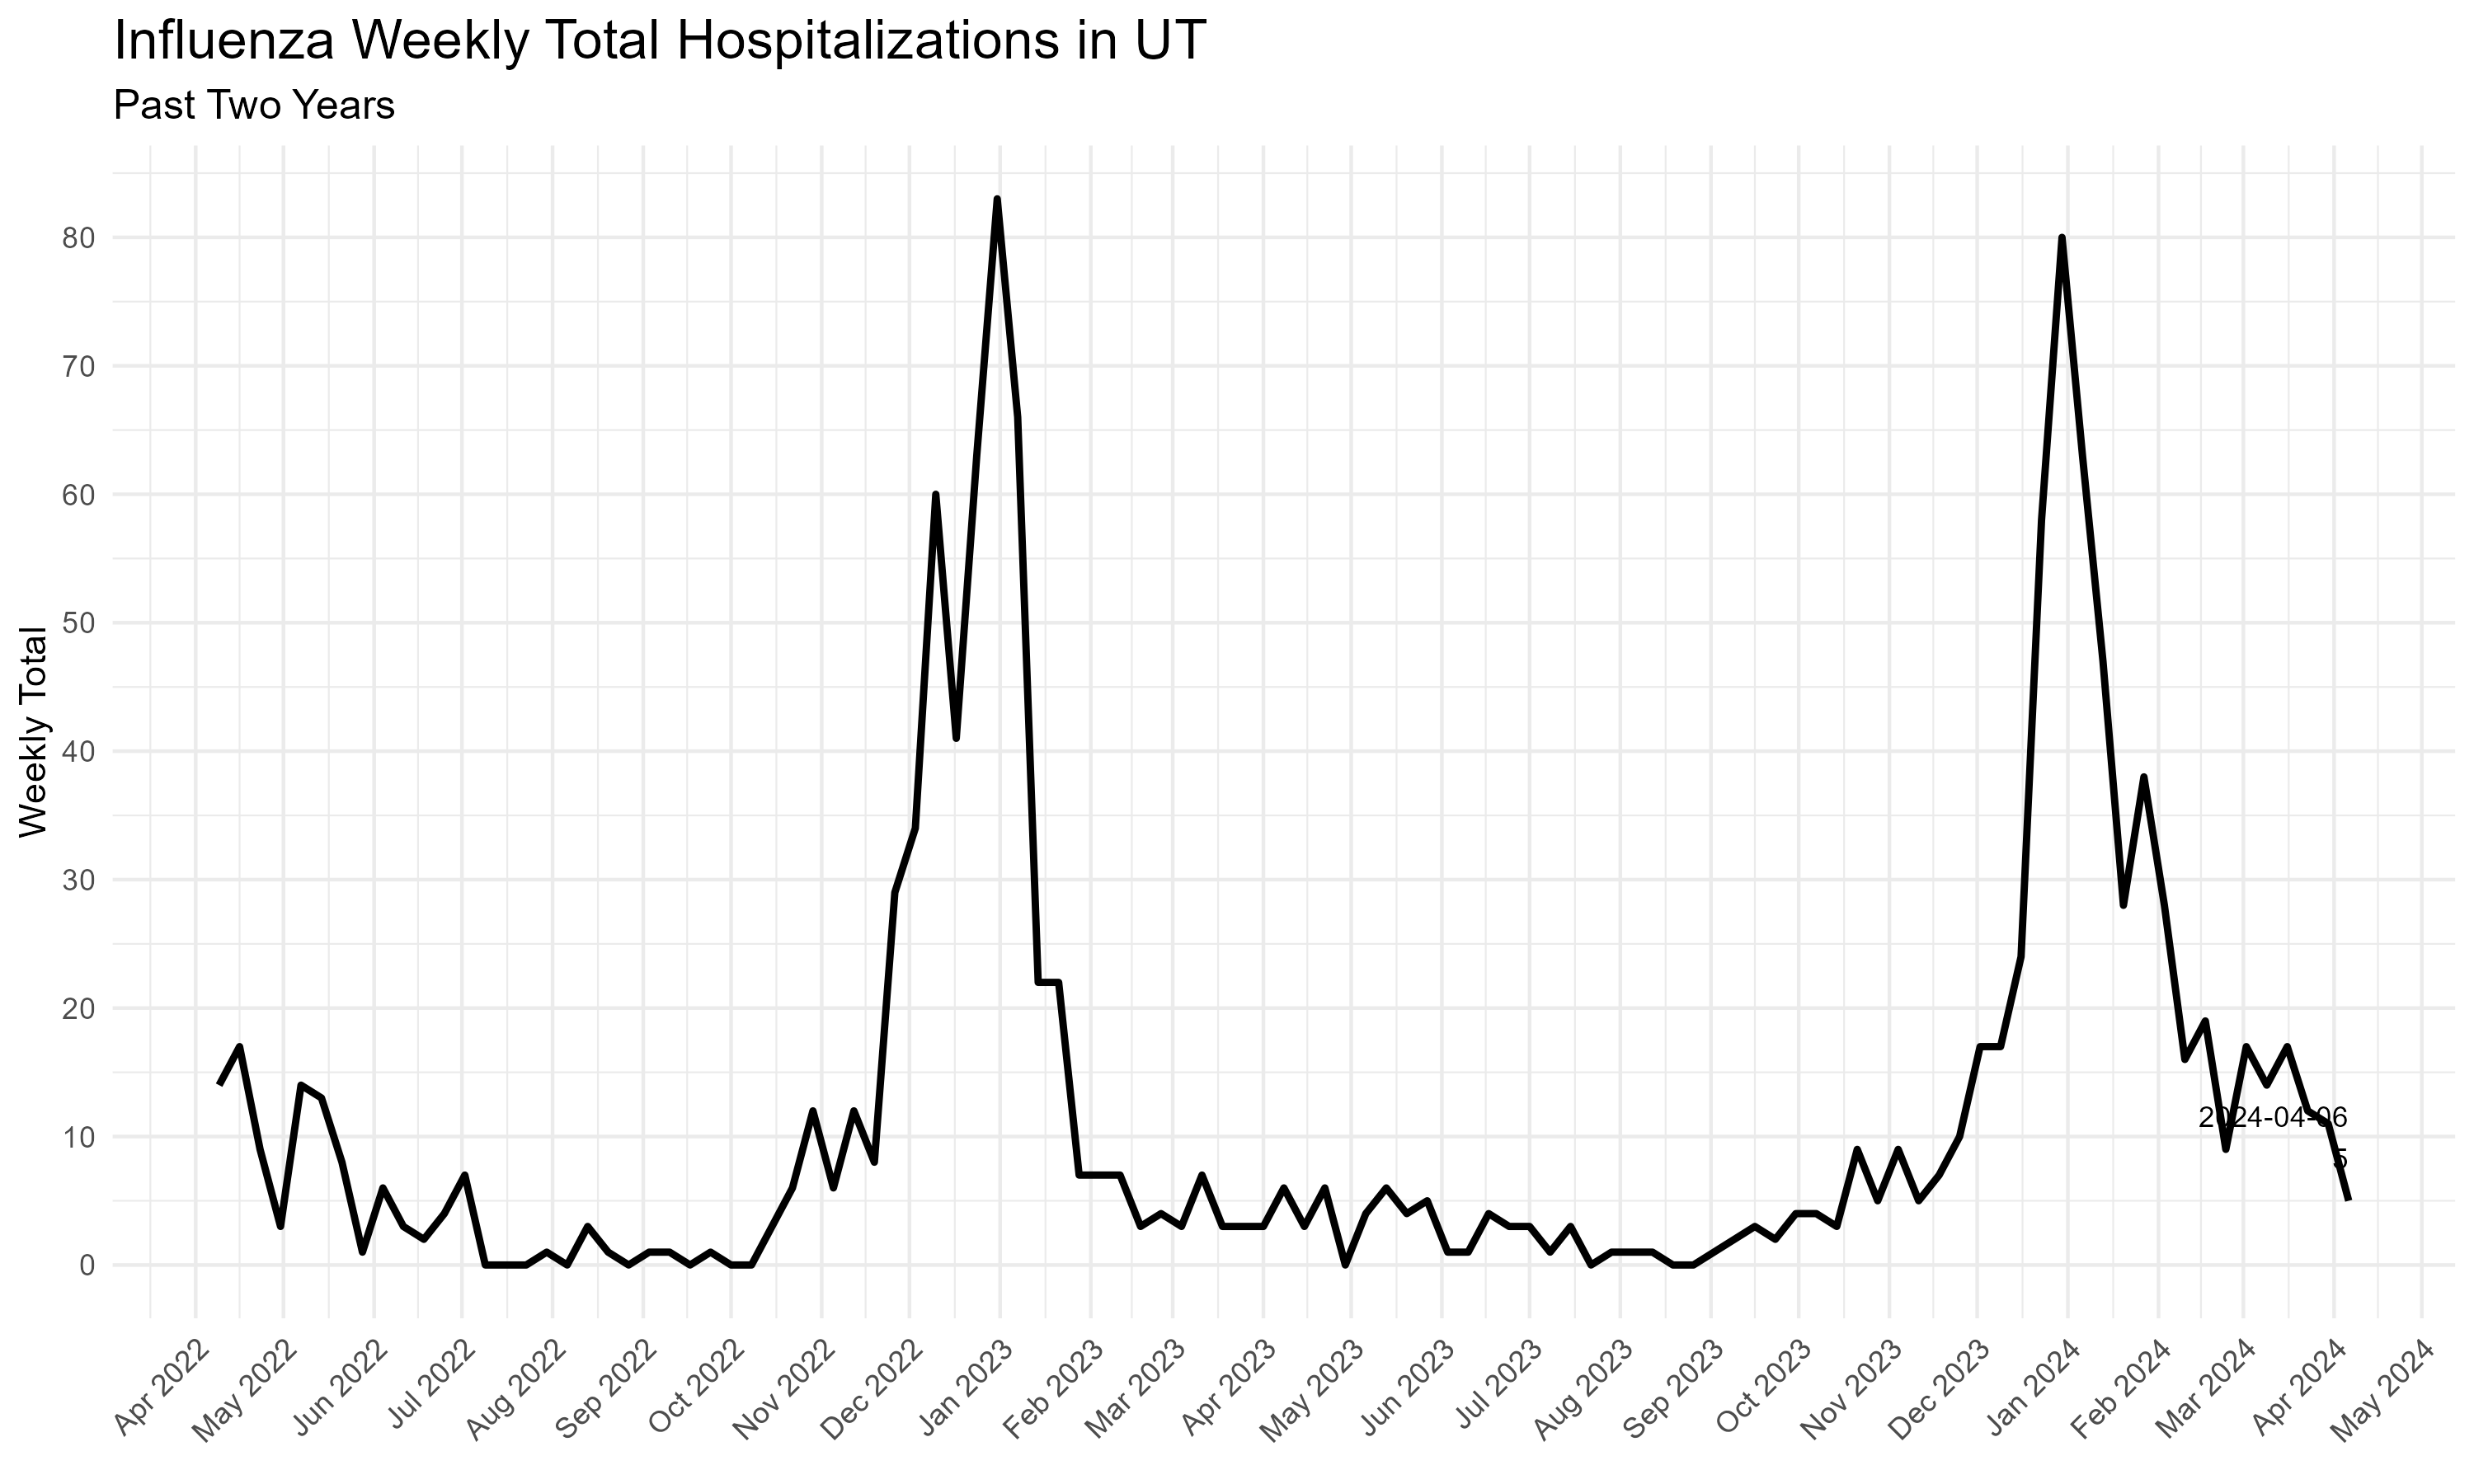 Influenza Weekly Total Hospitalizations in UT
Past Two Years
Weekly Total
80
70
60
50
40
30
20
10
0
2024-04-06
5
Apr 2022
May 2022
Jun 2022
Jul 2022
Aug 2022
Sep 2022
Oct 2022
Nov 2022
Dec 2022
Jan 2023
Feb 2023
Mar 2023
Apr 2023
May 2023
Jun 2023
Jul 2023
Aug 2023
Sep 2023
Oct 2023
Nov 2023
Dec 2023
Jan 2024
Feb 2024
Mar 2024
Apr 2024
May 2024